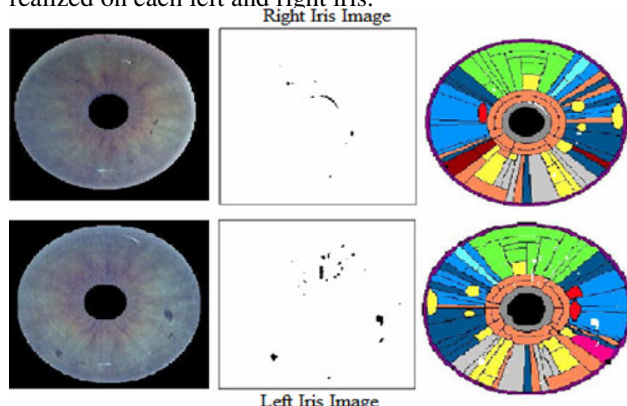 realized on each left and right iris.
Right Iris Image
Left Iris Image